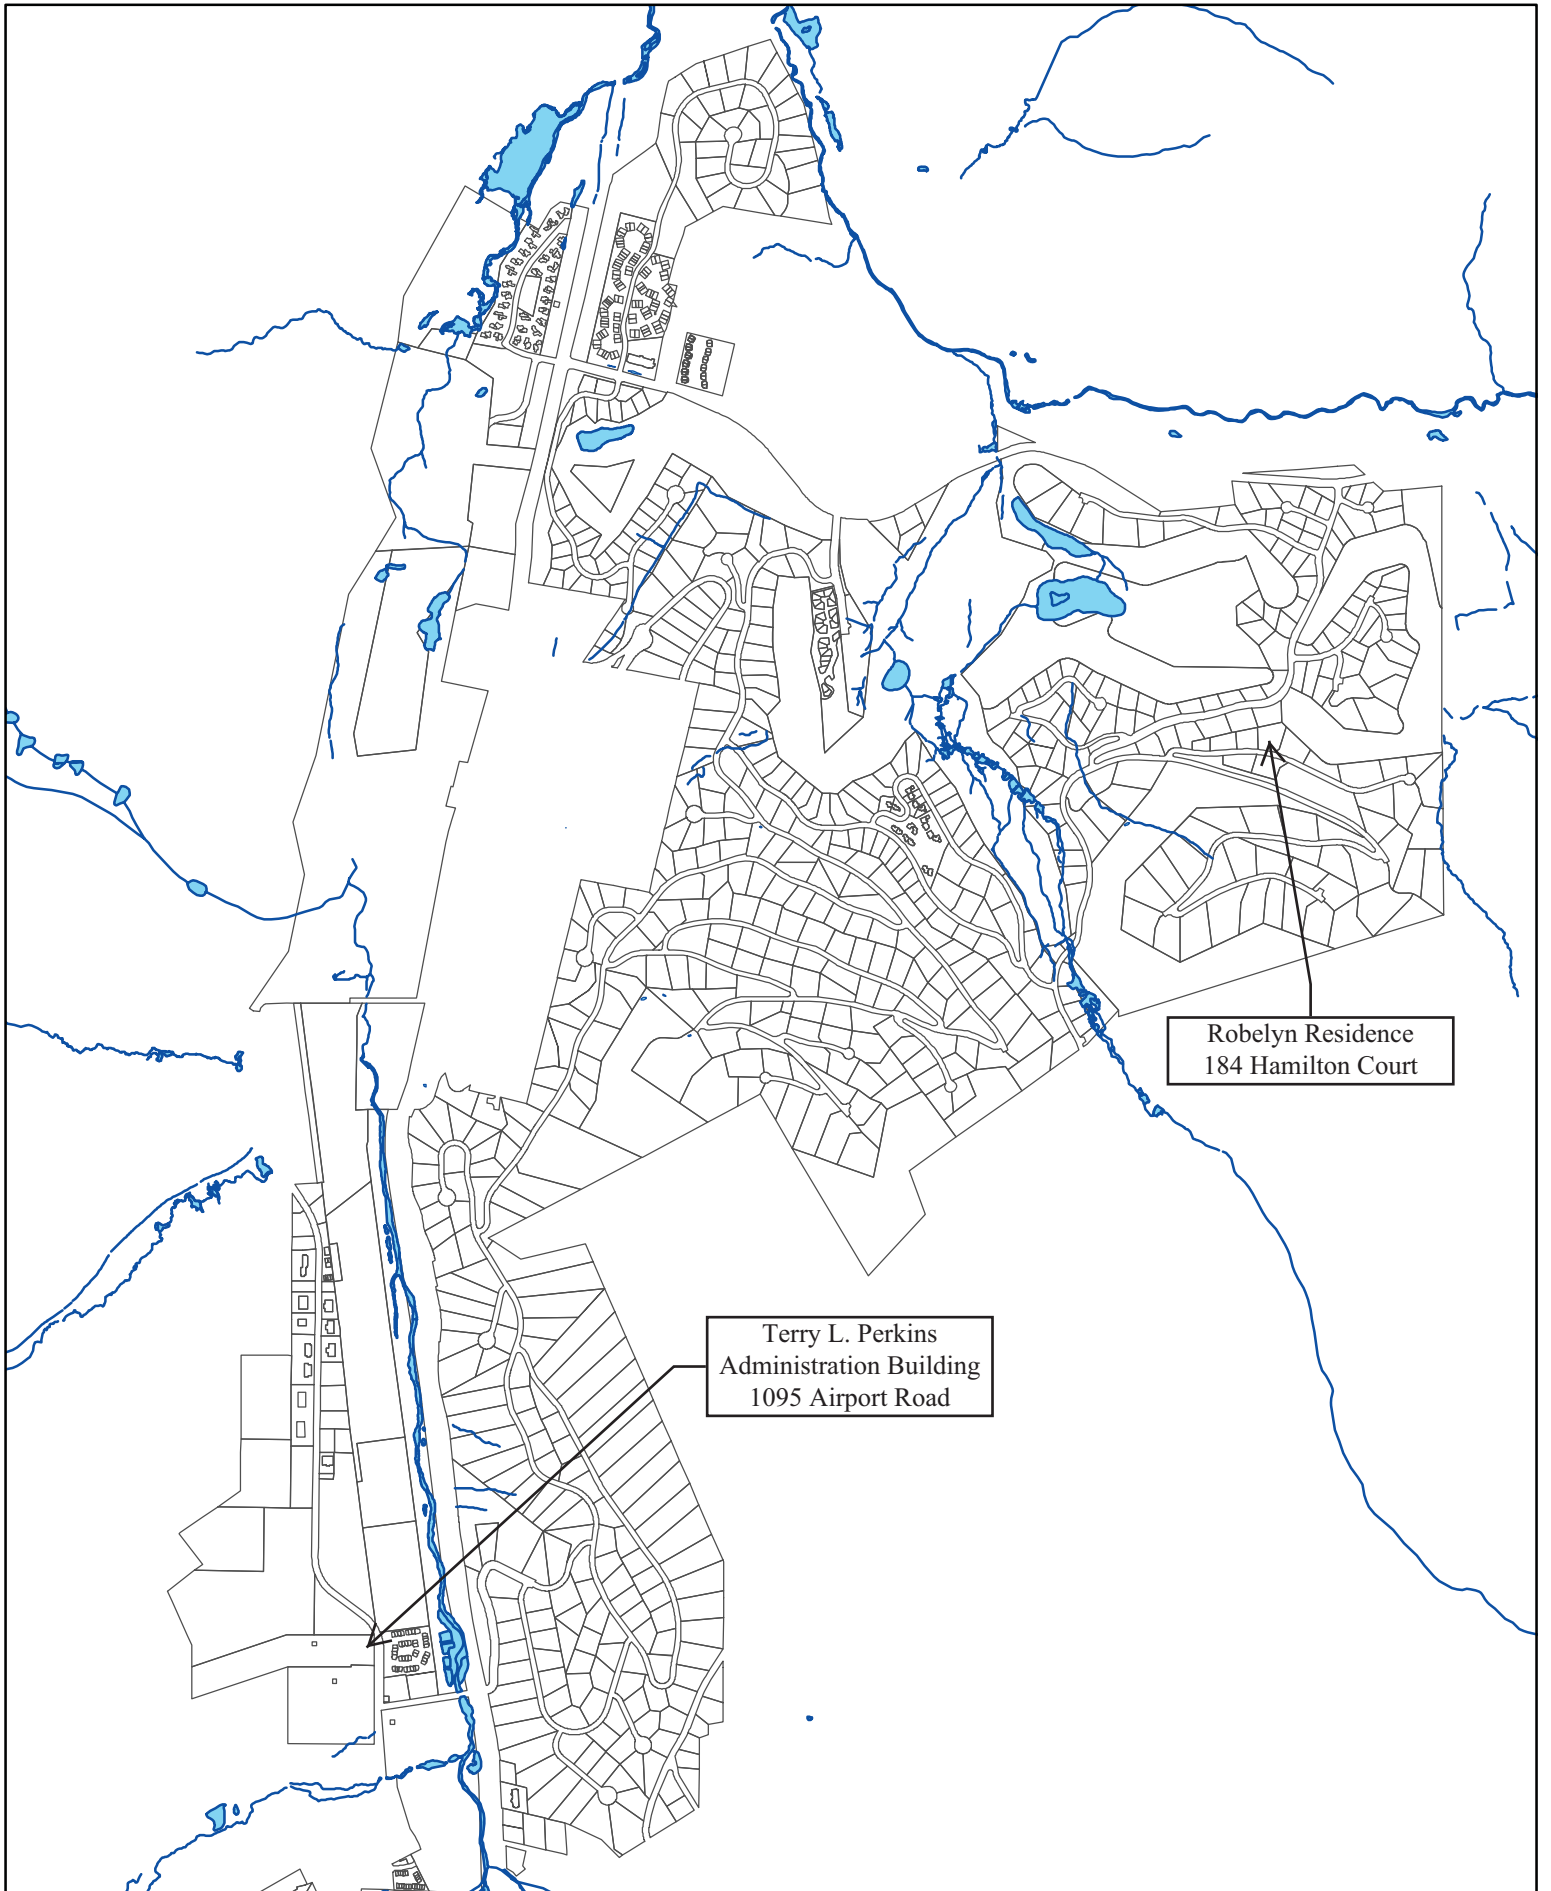 Robelyn Residence
184 Hamilton Court
Terry L. Perkins
Administration Building
1095 Airport Road